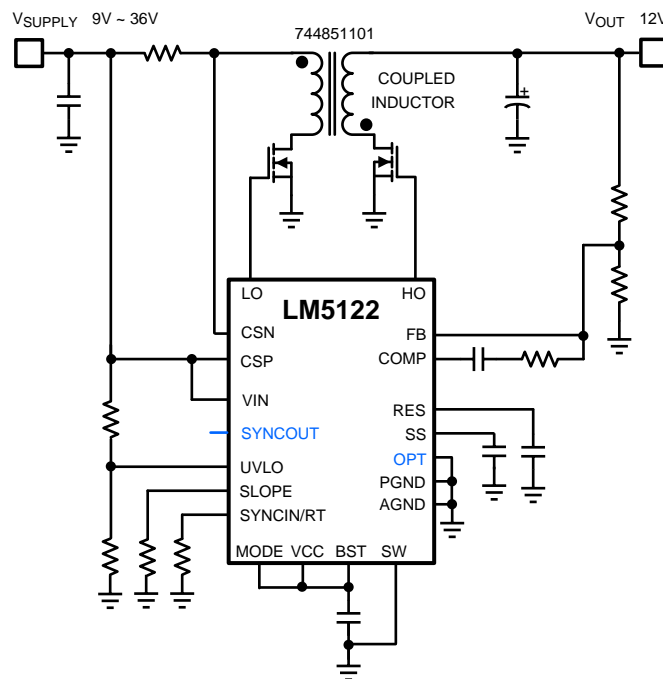 VSUPPLY 9V ~ 36V
744851101
VOUT 12V
COUPLED
INDUCTOR
+
LO
HO
LM5122
CSN
FB
CSP
COMP
VIN
RES
SYNCOUT
SS
UVLO
OPT
SLOPE
PGND
SYNCIN/RT
AGND
MODE VCC BST SW